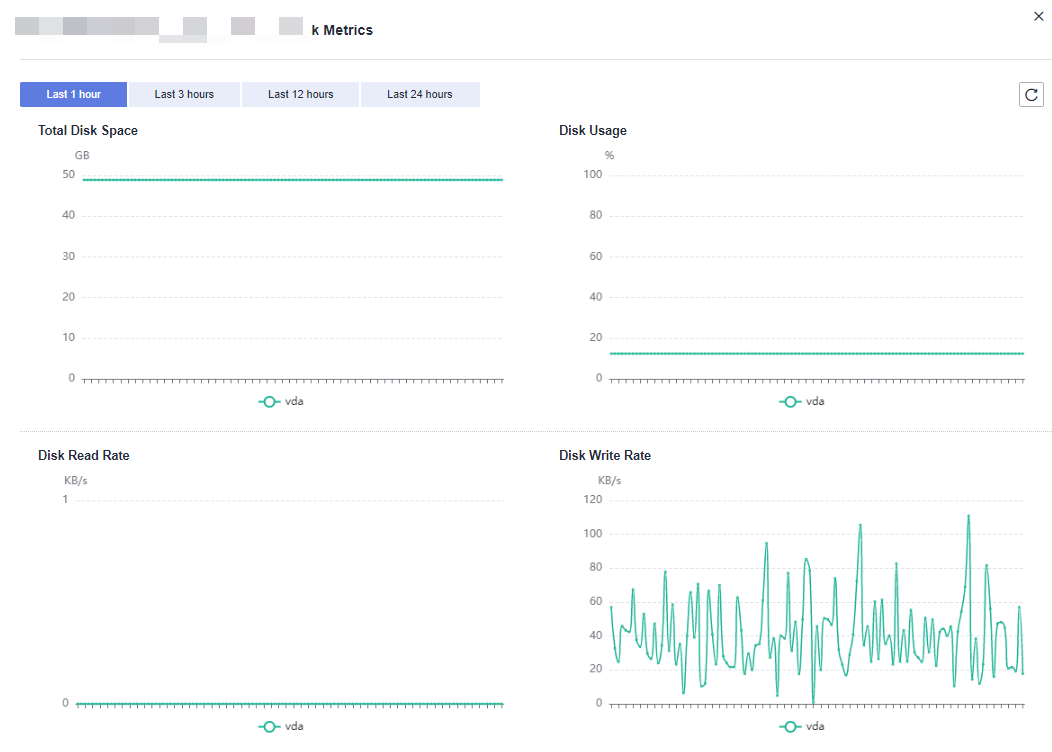 k Metrics
Last 1 hour
Last 3 hours
Last 12 hours
Last 24 hours
Total Disk Space
GB
50
40
30
20
10
0
vda
Disk Usage
%
100
80
60
40
20
0
vda
Disk Read Rate
KB/s
1
0
vda
Disk Write Rate
KB/s
120
100
80
60
40
20
0
vda